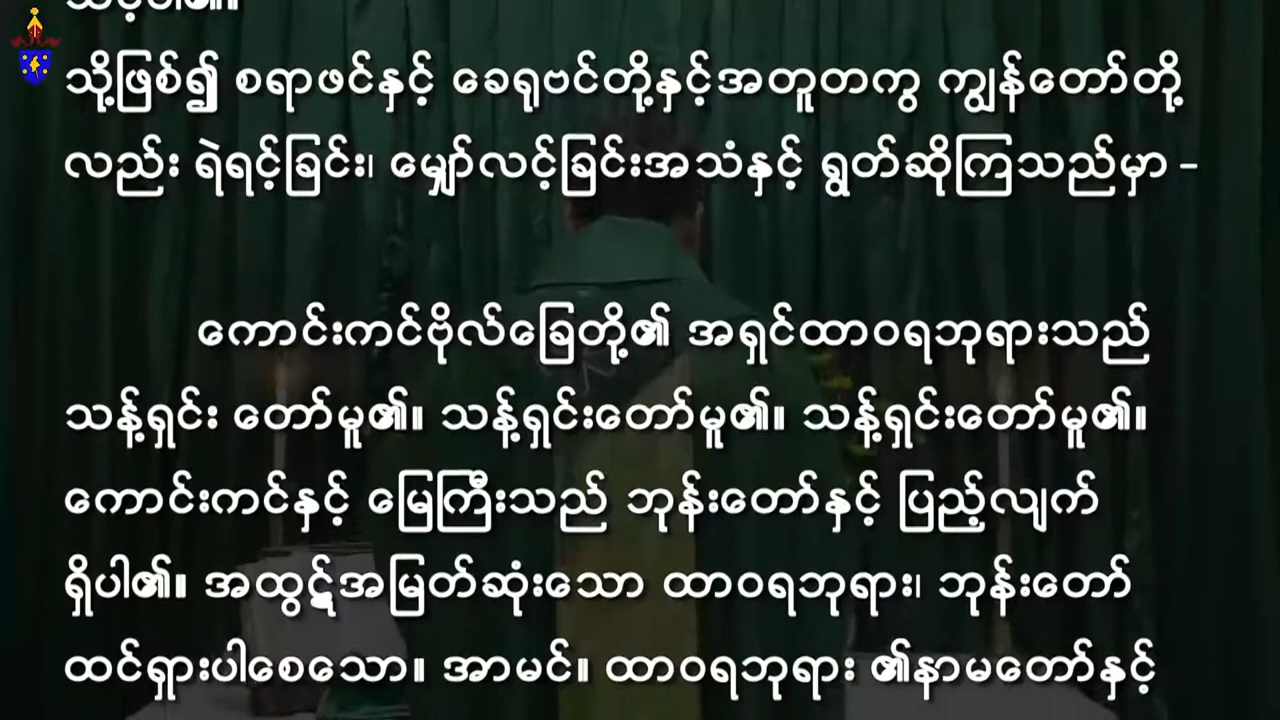 သို့ဖြစ်၍ စရာဖင်နှင့် ခေရုဗင်တို့နှင့်အတူတကွ ကျွန်တော်တို့
လည်း ရဲရင့်ခြင်း၊ မျှော်လင့်ခြင်းအသံနှင့် ရွတ်ဆိုကြသည်မှာ -
ကောင်းကင်ဗိုလ်ခြေတို့၏ အရှင်ထာဝရဘုရားသည်
သန့်ရှင်း တော်မူ၏။ သန့်ရှင်းတော်မူ၏။ သန့်ရှင်းတော်မူ၏။
ကောင်းကင်နှင့် မြေကြီးသည် ဘုန်းတော်နှင့် ပြည့်လျက်
ရှိပါ၏။ အထွဋ်အမြတ်ဆုံးသော ထာဝရဘုရား၊ ဘုန်းတော်
ထင်ရှားပါစေသော။ အာမင်။ ထာဝရဘုရား ၏နာမတော်နှင့်